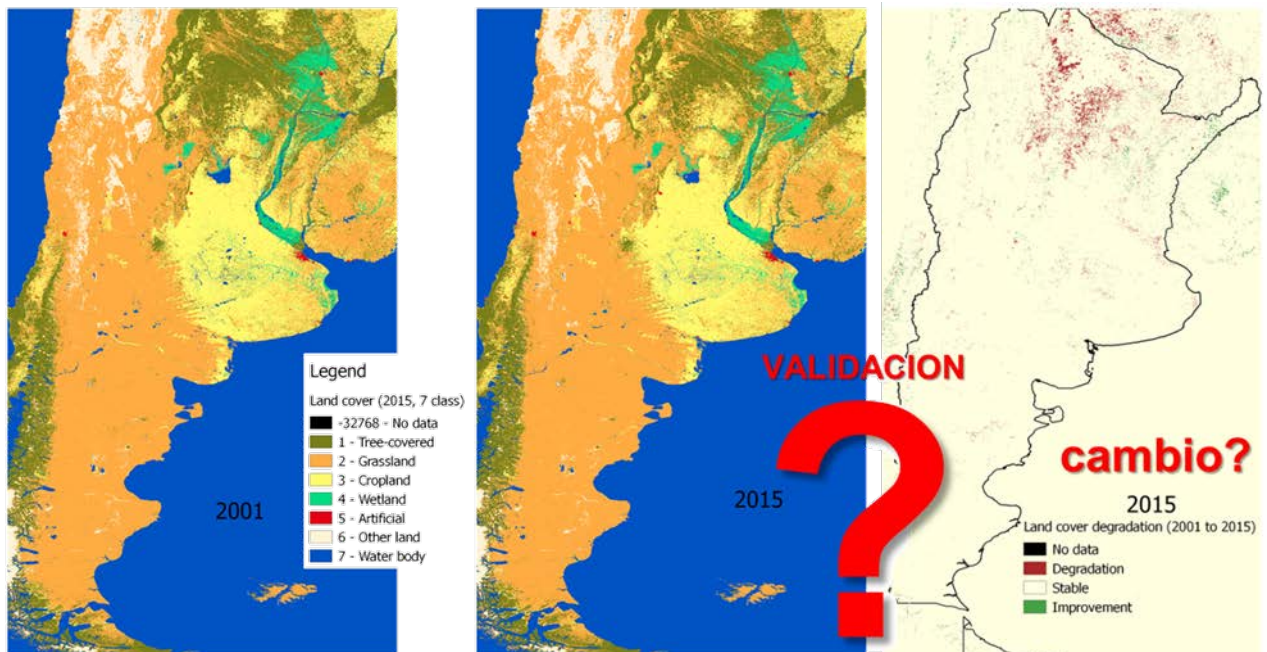 2001
Legend
Land cover (2015, 7 class)
-32768 - No data
1 - Tree-covered
2 - Grassland
3 - Cropland
4 - Wetland
5 - Artificial
6 - Other land
7 - Water body
2015
VALIDACION
?
cambio?
2015
Land cover degradation (2001 to 2015)
No data
Degradation
Stable
Improvement